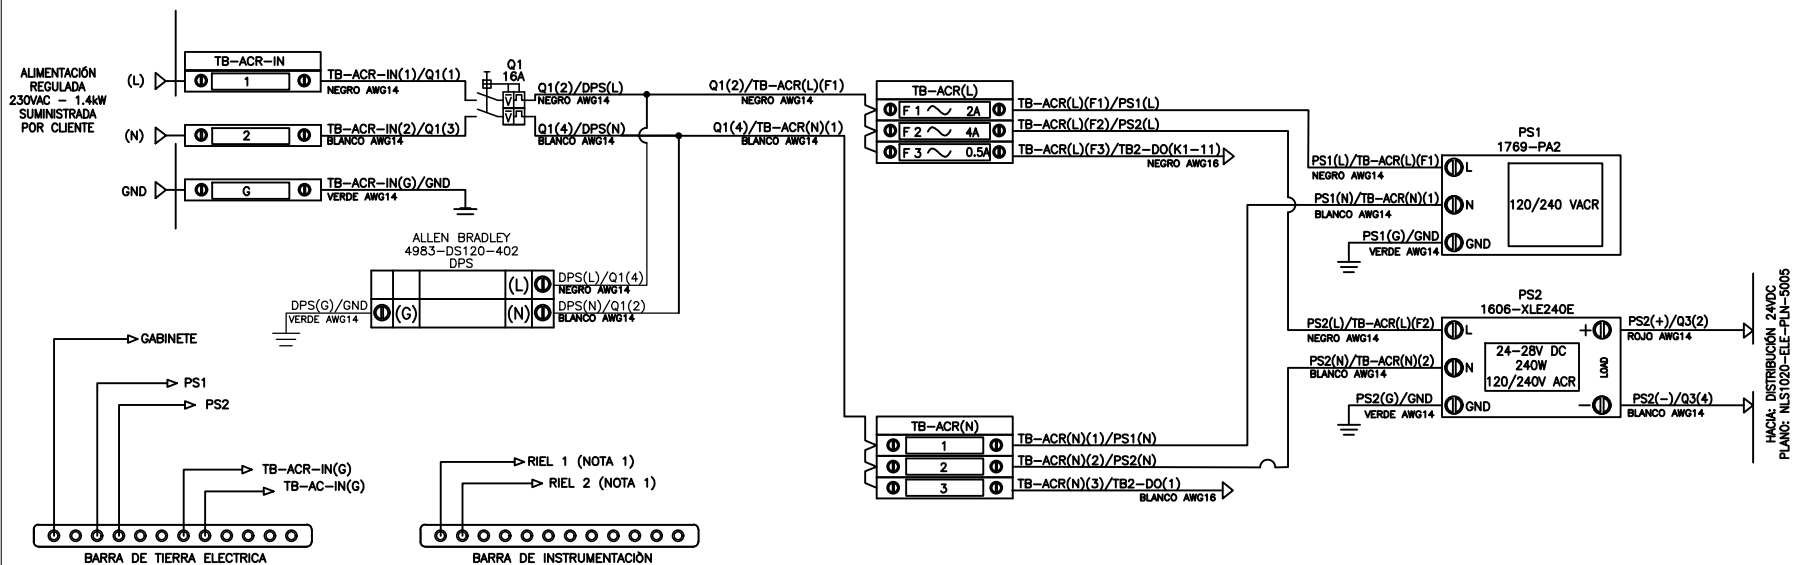 ALIMENTACIÓN
REGULADA
230VAC - 1.4kW
SUMINISTRADA
POR CLIENTE
(L)
(N)
GND
TB-ACR-IN
1
2
G
TB-ACR-IN(1)/Q1(1)
NEGRO AWG14
TB-ACR-IN(2)/Q1(3)
BLANCO AWG14
TB-ACR-IN(G)/GND
VERDE AWG14
Q1
16A
Q1(2)/DPS(L)
NEGRO AWG14
Q1(4)/DPS(N)
BLANCO AWG14
Q1(2)/TB-ACR(L)(F1)
NEGRO AWG14
Q1(4)/TB-ACR(N)(1)
BLANCO AWG14
ALLEN BRADLEY
4983-DS120-402
DPS
(L)
(G)
(N)
DPS(L)/Q1(4)
NEGRO AWG14
DPS(N)/Q1(2)
BLANCO AWG14
DPS(G)/GND
VERDE AWG14
TB-ACR(L)
F 1 2A
F 2 4A
F 3 0.5A
TB-ACR(L)(F1)/PS1(L)
TB-ACR(L)(F2)/PS2(L)
TB-ACR(L)(F3)/TB2-DO(K1-11)
NEGRO AWG16
PS1
1769-PA2
PS1(L)/TB-ACR(L)(F1)
NEGRO AWG14
PS1(N)/TB-ACR(N)(1)
BLANCO AWG14
PS1(G)/GND
VERDE AWG14
L
N
GND
120/240 VACR
PS2
1606-XLE240E
PS2(L)/TB-ACR(L)(F2)
NEGRO AWG14
PS2(N)/TB-ACR(N)(2)
BLANCO AWG14
PS2(G)/GND
VERDE AWG14
L
N
GND
24-28V DC
240W
120/240V ACR
+
LOAD
-
PS2(+)/Q3(2)
ROJO AWG14
PS2(-)/Q3(4)
BLANCO AWG14
HACIA: DISTRIBUCIÓN 24VDC
PLANO: NLS1020-ELE-PLN-5005
TB-ACR(N)
1
2
3
TB-ACR(N)(1)/PS1(N)
TB-ACR(N)(2)/PS2(N)
TB-ACR(N)(3)/TB2-DO(1)
BLANCO AWG16
GABINETE
PS1
PS2
TB-ACR-IN(G)
TB-AC-IN(G)
BARRA DE TIERRA ELECTRICA
RIEL 1 (NOTA 1)
RIEL 2 (NOTA 1)
BARRA DE INSTRUMENTACIÒN